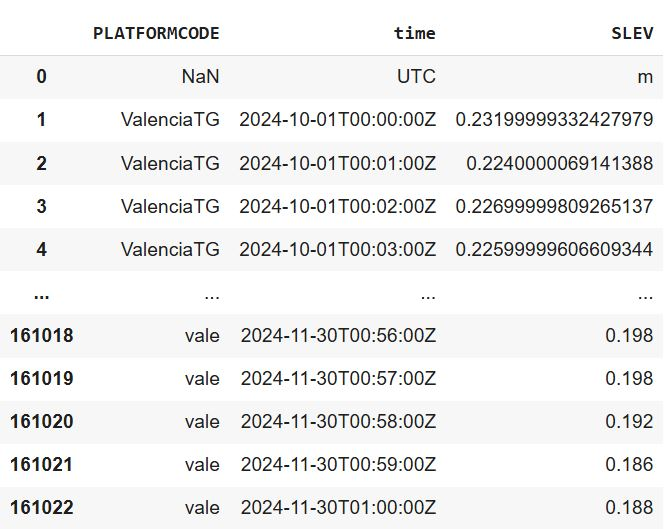 PLATFORMCODE time SLEV
0 NaN UTC m
1 ValenciaTG 2024-10-01T00:00:00Z 0.23199999332427979
2 ValenciaTG 2024-10-01T00:01:00Z 0.2240000069141388
3 ValenciaTG 2024-10-01T00:02:00Z 0.22699999809265137
4 ValenciaTG 2024-10-01T00:03:00Z 0.22599999606609344
... ... ... ...
161018 vale 2024-11-30T00:56:00Z 0.198
161019 vale 2024-11-30T00:57:00Z 0.198
161020 vale 2024-11-30T00:58:00Z 0.192
161021 vale 2024-11-30T00:59:00Z 0.186
161022 vale 2024-11-30T01:00:00Z 0.188